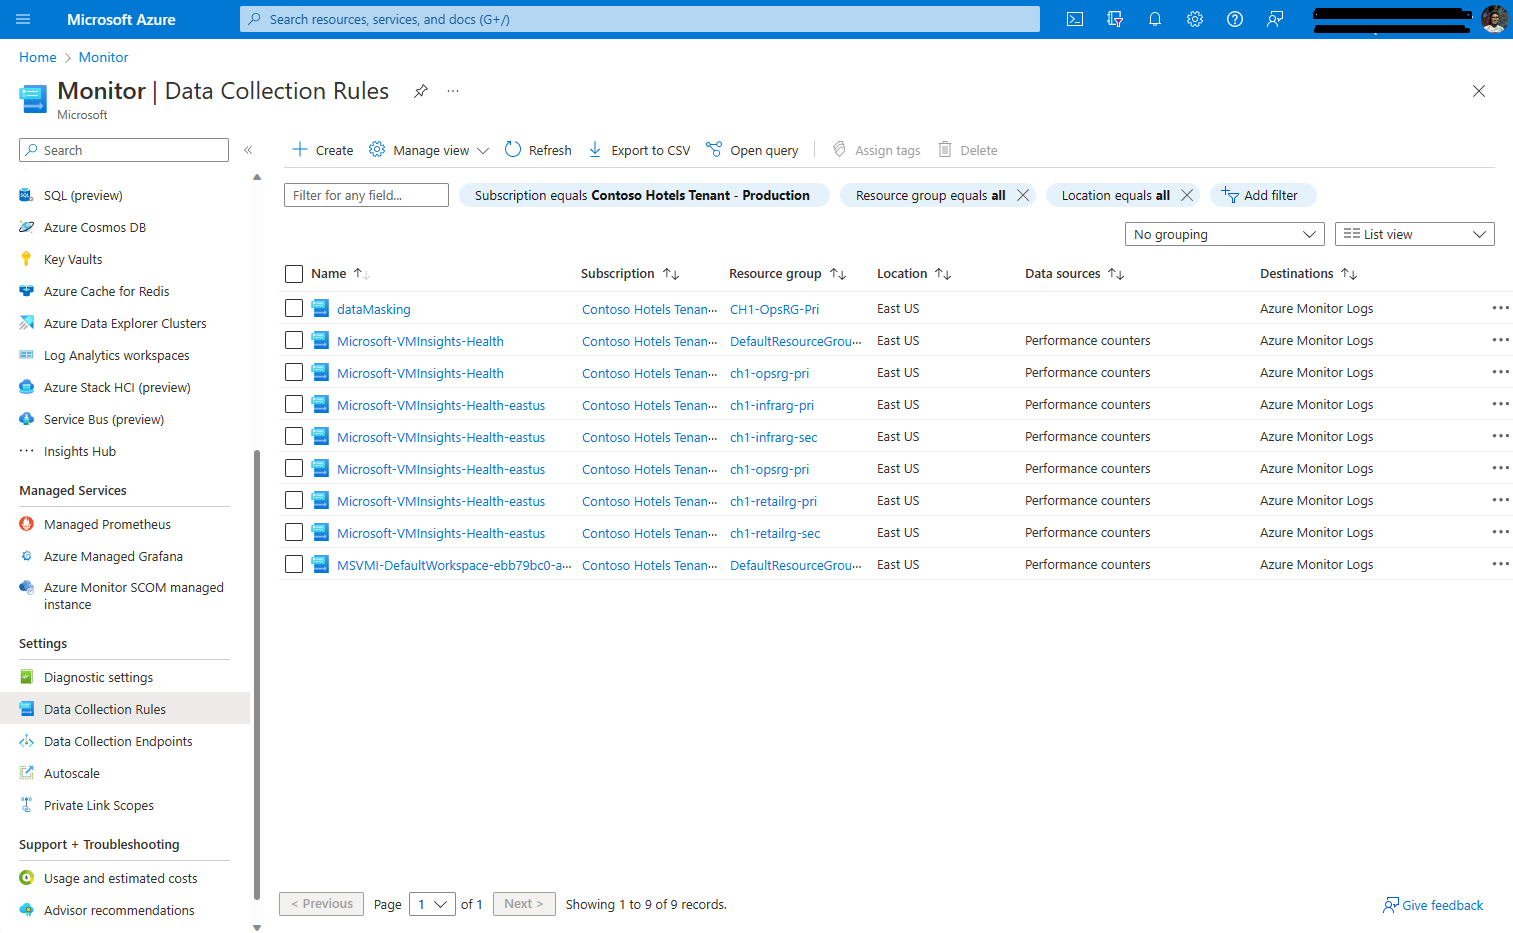 Microsoft Azure
Search resources, services, and docs (G+/)
Home > Monitor
Monitor | Data Collection Rules
Microsoft
Search
Create
Manage view
Refresh
Export to CSV
Open query
Assign tags
Delete
SQL (preview)
Azure Cosmos DB
Key Vaults
Azure Cache for Redis
Azure Data Explorer Clusters
Log Analytics workspaces
Azure Stack HCI (preview)
Service Bus (preview)
Insights Hub
Managed Services
Managed Prometheus
Azure Managed Grafana
Azure Monitor SCOM managed
instance
Settings
Diagnostic settings
Data Collection Rules
Data Collection Endpoints
Autoscale
Private Link Scopes
Support + Troubleshooting
Usage and estimated costs
Advisor recommendations
Filter for any field...
Subscription equals Contoso Hotels Tenant - Production
Resource group equals all
Location equals all
Add filter
No grouping
List view
Name Subscription Resource group Location Data sources Destinations
dataMasking Contoso Hotels Tenan... CH1-OpsRG-Pri East US Azure Monitor Logs
Microsoft-VMInsights-Health Contoso Hotels Tenan... DefaultResourceGrou... East US Performance counters Azure Monitor Logs
Microsoft-VMInsights-Health Contoso Hotels Tenan... ch1-opsrg-pri East US Performance counters Azure Monitor Logs
Microsoft-VMInsights-Health-eastus Contoso Hotels Tenan... ch1-infrarg-pri East US Performance counters Azure Monitor Logs
Microsoft-VMInsights-Health-eastus Contoso Hotels Tenan... ch1-infrarg-sec East US Performance counters Azure Monitor Logs
Microsoft-VMInsights-Health-eastus Contoso Hotels Tenan... ch1-opsrg-pri East US Performance counters Azure Monitor Logs
Microsoft-VMInsights-Health-eastus Contoso Hotels Tenan... ch1-retailrg-pri East US Performance counters Azure Monitor Logs
Microsoft-VMInsights-Health-eastus Contoso Hotels Tenan... ch1-retailrg-sec East US Performance counters Azure Monitor Logs
MSVMI-DefaultWorkspace-ebb79bc0-a... Contoso Hotels Tenan... DefaultResourceGrou... East US Performance counters Azure Monitor Logs
< Previous Page 1 of 1 Next > Showing 1 to 9 of 9 records.
Give feedback